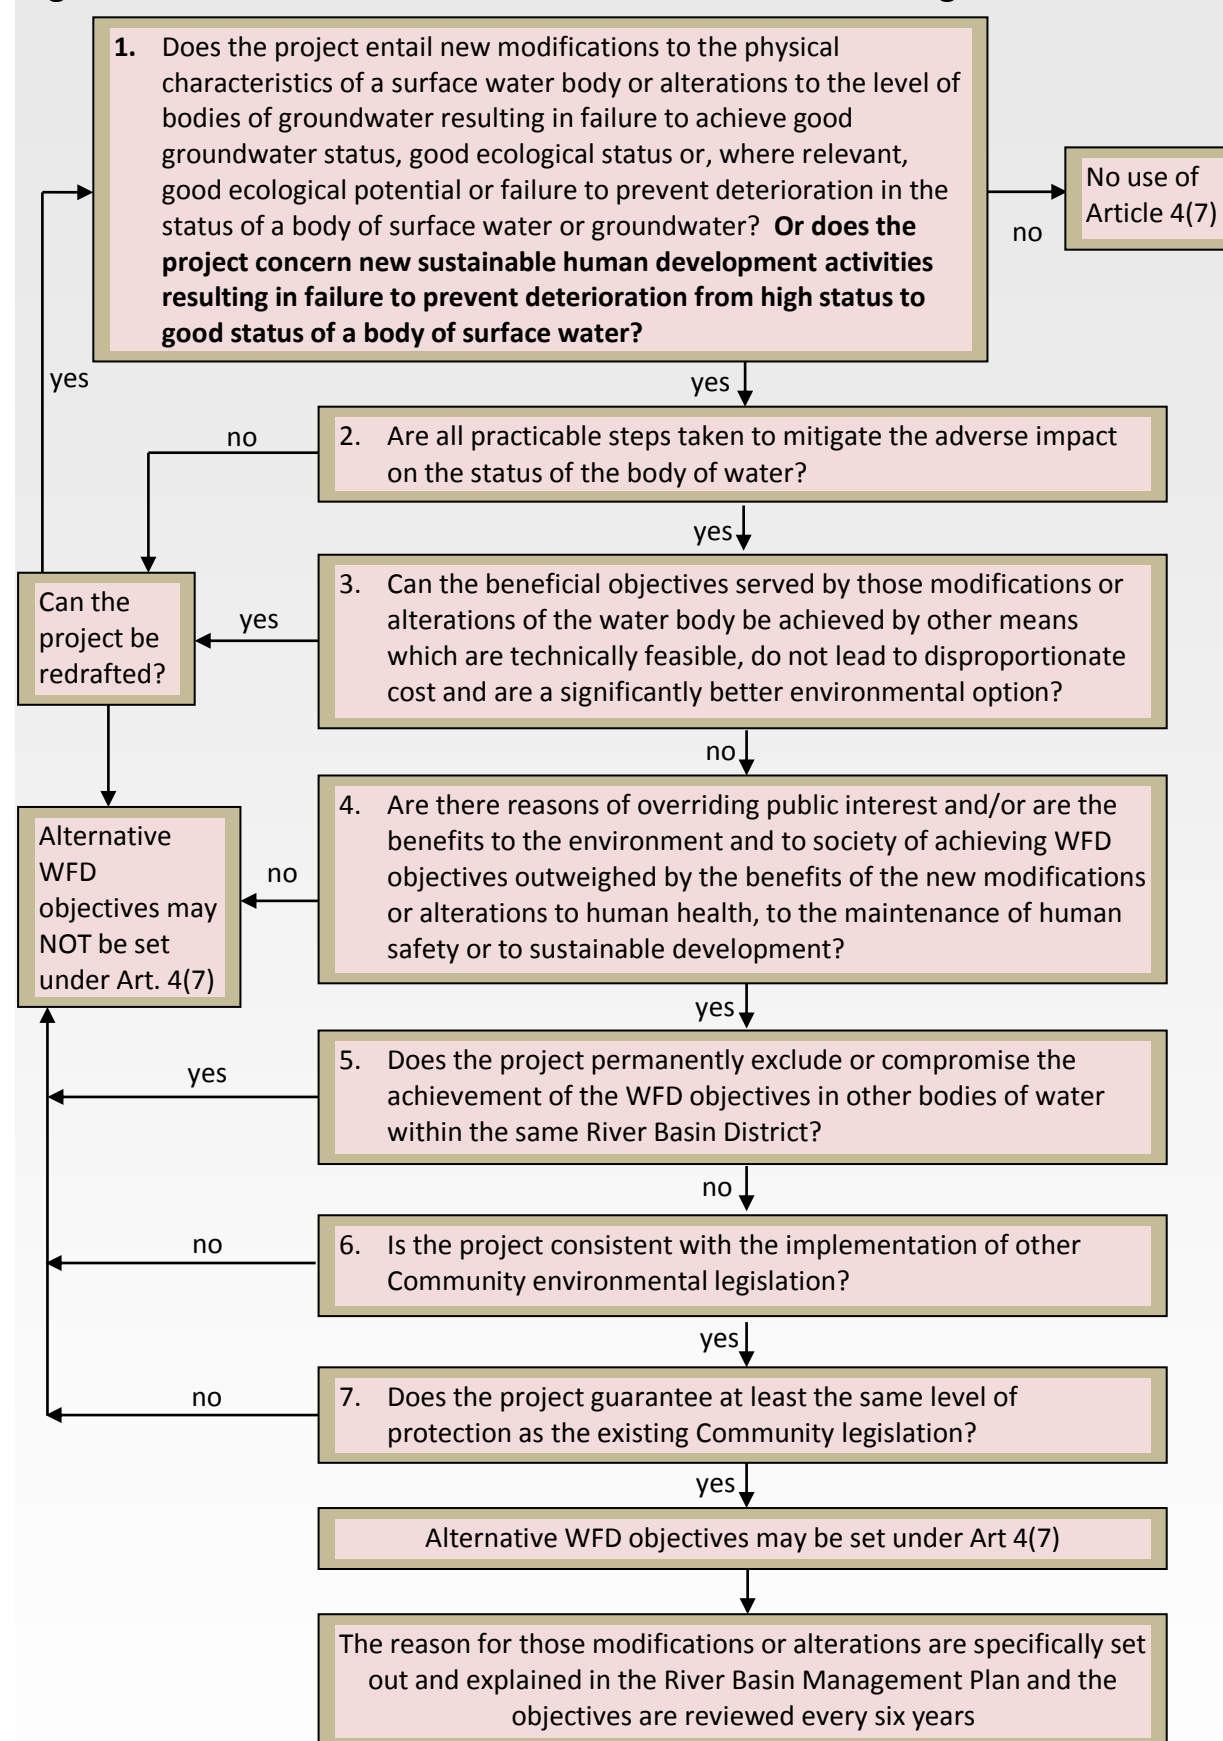 1. Does the project entail new modifications to the physical
characteristics of a surface water body or alterations to the level of
bodies of groundwater resulting in failure to achieve good
groundwater status, good ecological status or, where relevant,
good ecological potential or failure to prevent deterioration in the
status of a body of surface water or groundwater? Or does the
project concern new sustainable human development activities
resulting in failure to prevent deterioration from high status to
good status of a body of surface water?
No use of
Article 4(7)
no
yes
yes
no
2. Are all practicable steps taken to mitigate the adverse impact
on the status of the body of water?
yes
Can the
project be
redrafted?
yes
3. Can the beneficial objectives served by those modifications or
alterations of the water body be achieved by other means
which are technically feasible, do not lead to disproportionate
cost and are a significantly better environmental option?
no
Alternative
WFD
objectives may
NOT be set
under Art. 4(7)
no
4. Are there reasons of overriding public interest and/or are the
benefits to the environment and to society of achieving WFD
objectives outweighed by the benefits of the new modifications
or alterations to human health, to the maintenance of human
safety or to sustainable development?
yes
yes
5. Does the project permanently exclude or compromise the
achievement of the WFD objectives in other bodies of water
within the same River Basin District?
no
no
6. Is the project consistent with the implementation of other
Community environmental legislation?
yes
no
7. Does the project guarantee at least the same level of
protection as the existing Community legislation?
yes
Alternative WFD objectives may be set under Art 4(7)
The reason for those modifications or alterations are specifically set
out and explained in the River Basin Management Plan and the
objectives are reviewed every six years